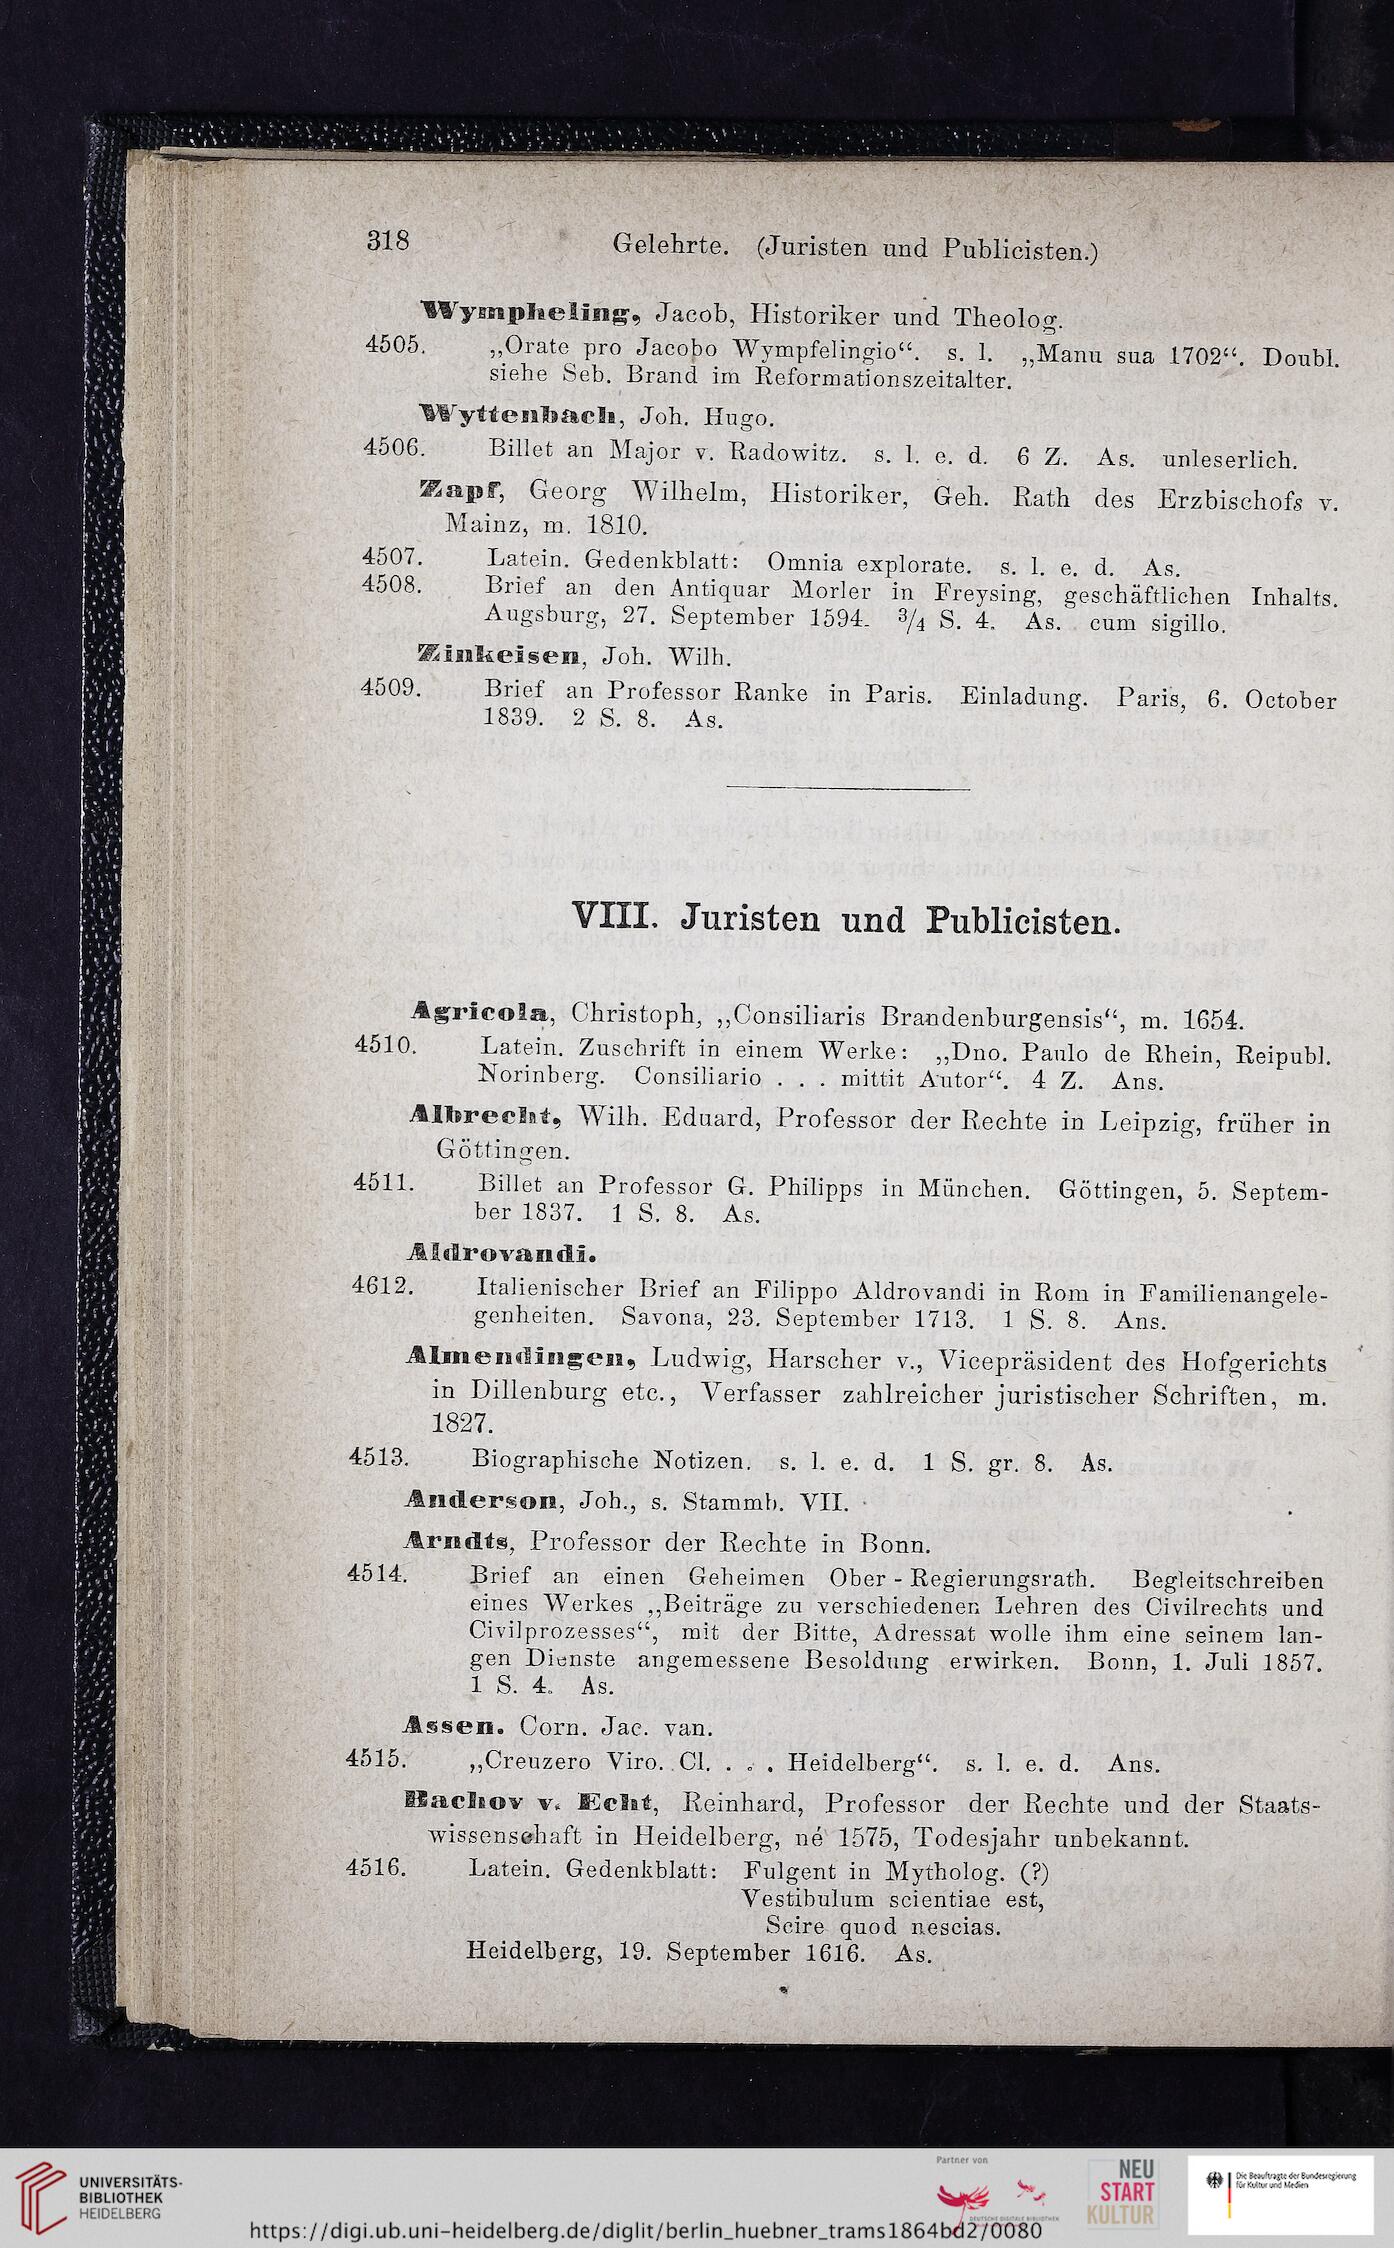 318 Gelehrte. (Juristen und Publicisten.)
Wympheling, Jacob, Historiker und Theolog.
4505. „Orate pro Jacobo Wympfelingio“. s. l. „Manu sua 1702“. Doubl.
siehe Seb. Brand im Reformationszeitalter.
Wyttenbach, Joh. Hugo.
4506. Billet an Major v. Radowitz. s. l. e. d. 6 Z. As. unleserlich.
Zapf, Georg Wilhelm, Historiker, Geh. Rath des Erzbischofs v.
Mainz, m. 1810.
4507. Latein. Gedenkblatt: Omnia explorate. s. l. e. d. As.
4508. Brief an den Antiquar Morler in Freysing, geschäftlichen Inhalts.
Augsburg, 27. September 1594. 3/4 S. 4. As. cum sigillo.
Zinkeisen, Joh. Wilh.
4509. Brief an Professor Ranke in Paris. Einladung. Paris, 6. October
1839. 2 S. 8. As.
VIII. Juristen und Publicisten.
Agricola, Christoph, „Consiliaris Brandenburgensis“, m. 1654.
4510. Latein. Zuschrift in einem Werke: „Dno. Paulo de Rhein, Reipubl.
Norinberg. Consiliario . . . mittit Autor“. 4 Z. Ans.
Albrecht, Wilh. Eduard, Professor der Rechte in Leipzig, früher in
Göttingen.
4511. Billet an Professor G. Philipps in München. Göttingen, 5. Septem-
ber 1837. 1 S. 8. As.
Aldrovandi.
4612. Italienischer Brief an Filippo Aldrovandi in Rom in Familienangele-
genheiten. Savona, 23. September 1713. 1 S. 8. Ans.
Almendingen, Ludwig, Harscher v., Vicepräsident des Hofgerichts
in Dillenburg etc., Verfasser zahlreicher juristischer Schriften, m.
1827.
4513. Biographische Notizen. s. l. e. d. 1 S. gr. 8. As.
Anderson, Joh., s. Stammb. VII.
Arndts, Professor der Rechte in Bonn.
4514. Brief an einen Geheimen Ober-Regierungsrath. Begleitschreiben
eines Werkes „Beiträge zu verschiedenen Lehren des Civilrechts und
Civilprozesses“, mit der Bitte, Adressat wolle ihm eine seinem lan-
gen Dienste angemessene Besoldung erwirken. Bonn, 1. Juli 1857.
1 S. 4. As.
Assen. Corn. Jac. van.
4515. „Creuzero Viro. Cl. . . . Heidelberg“. s. l. e. d. Ans.
Bachov v. Echt, Reinhard, Professor der Rechte und der Staats-
wissenschaft in Heidelberg, né 1575, Todesjahr unbekannt.
4516. Latein. Gedenkblatt: Fulgent in Mytholog. (?)
Vestibulum scientiae est,
Scire quod nescias.
Heidelberg, 19. September 1616. As.
UNIVERSITÄTS-
BIBLIOTHEK
HEIDELBERG
https://digi.ub.uni-heidelberg.de/diglit/berlin_huebner_trams1864bd2/0080
Partner von
DEUTSCHE DIGITALE BIBLIOTHEK
NEU
START
KULTUR
Die Beauftragte der Bundesregierung
für Kultur und Medien